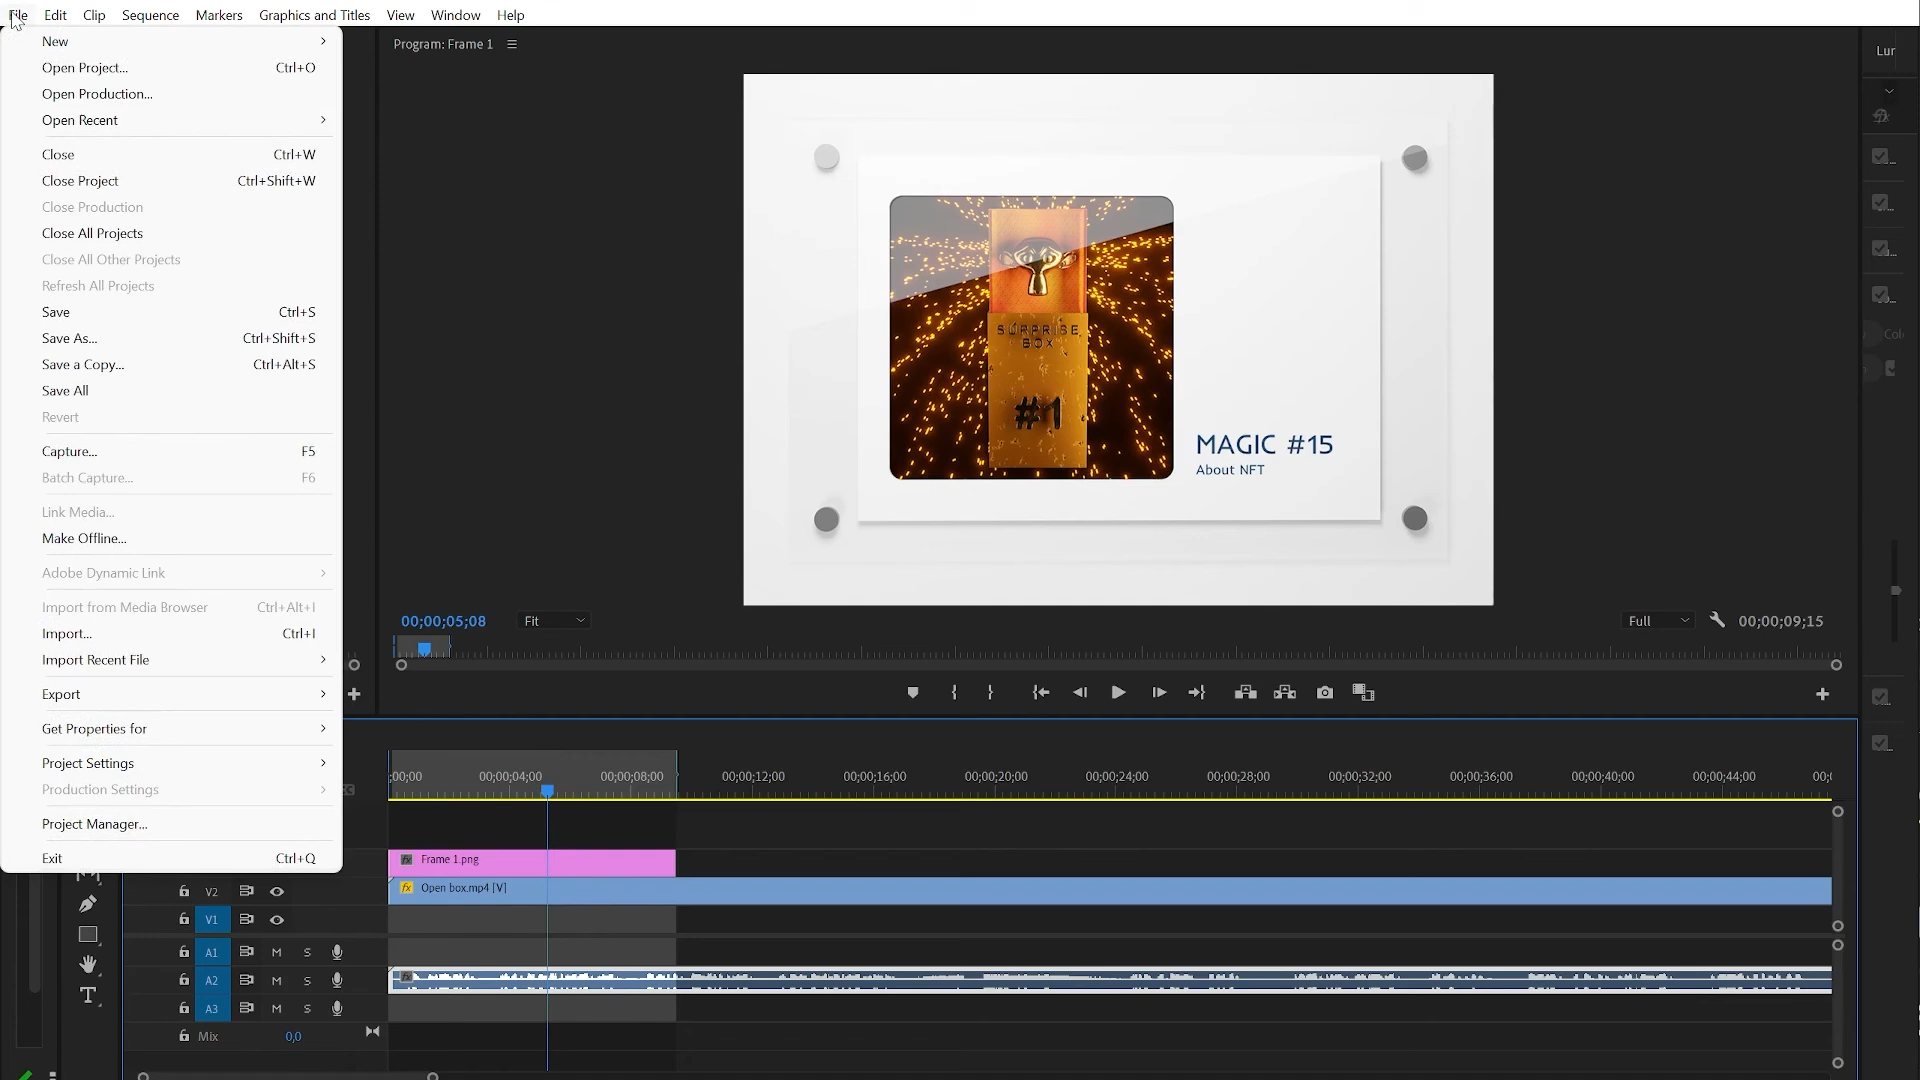 File Edit Clip Sequence Markers Graphics and Titles View Window Help
New
Open Project... Ctrl+O
Open Production...
Open Recent
Close Ctrl+W
Close Project Ctrl+Shift+W
Close Production
Close All Projects
Close All Other Projects
Refresh All Projects
Save Ctrl+S
Save As... Ctrl+Shift+S
Save a Copy... Ctrl+Alt+S
Save All
Revert
Capture... F5
Batch Capture... F6
Link Media...
Make Offline...
Adobe Dynamic Link
Import from Media Browser Ctrl+Alt+I
Import... Ctrl+I
Import Recent File
Export
Get Properties for
Project Settings
Production Settings
Project Manager...
Exit Ctrl+Q
Program: Frame 1
Lur
SURPRISE
BOX
#1
MAGIC #15
About NFT
Col
00;00;05;08 Fit Full 00;00;09;15
;00;00 00;00;04;00 00;00;08;00 00;00;12;00 00;00;16;00 00;00;20;00 00;00;24;00 00;00;28;00 00;00;32;00 00;00;36;00 00;00;40;00 00;00;44;00 00;
fx Frame 1.png
V2 fx Open box.mp4 [V]
V1
A1 M S
A2 M S fx
A3 M S
Mix 0,0